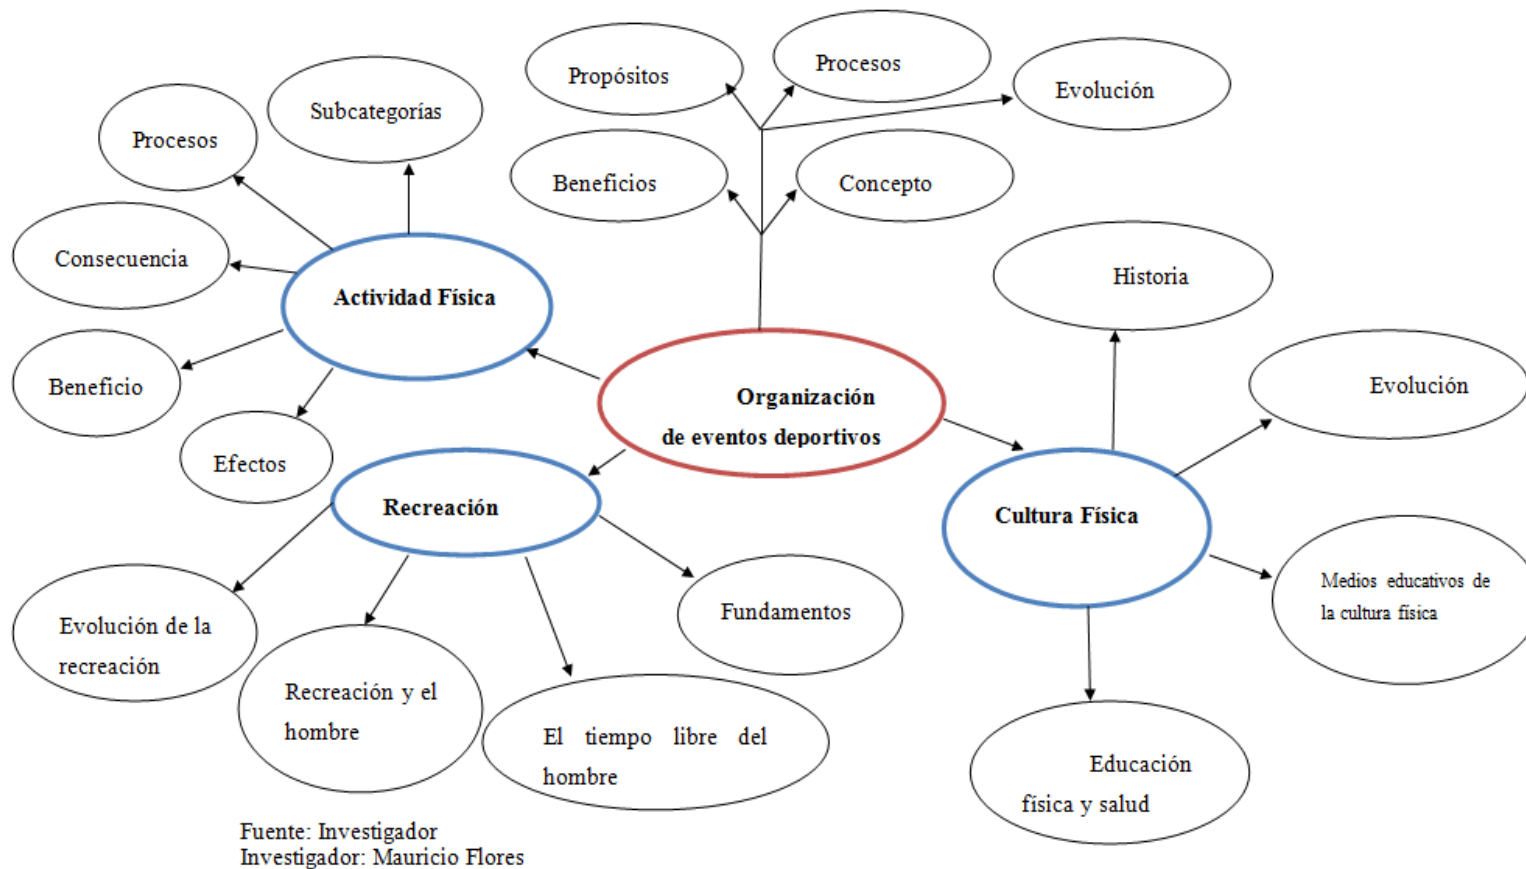 Propósitos
Procesos
Evolución
Subcategorías
Procesos
Beneficios
Concepto
Consecuencia
Actividad Física
Historia
Beneficio
Organización
de eventos deportivos
Evolución
Efectos
Recreación
Cultura Física
Medios educativos de
la cultura física
Evolución de la
recreación
Fundamentos
Recreación y el
hombre
El tiempo libre del
hombre
Educación
física y salud
Fuente: Investigador
Investigador: Mauricio Flores